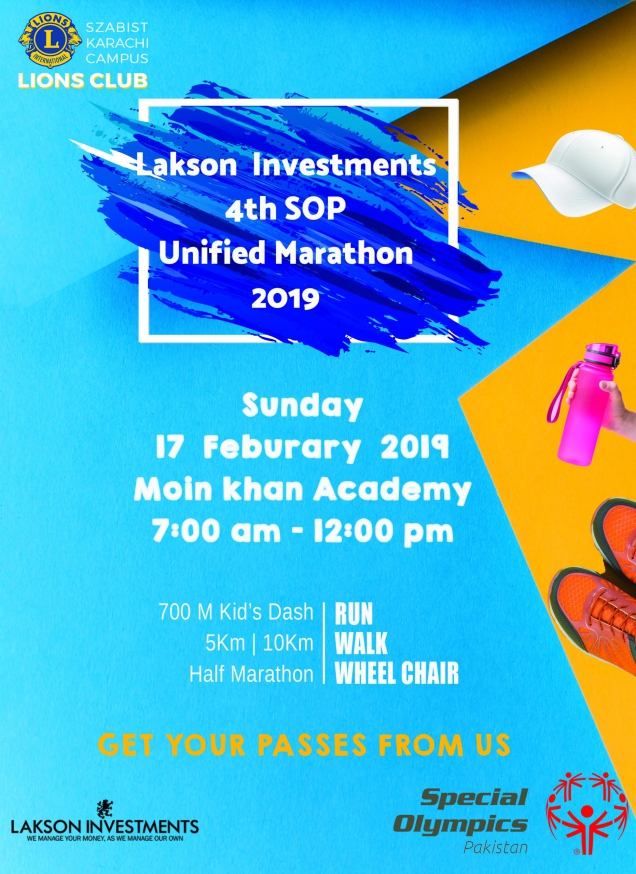 LIONS
L
INTERNATIONAL
SZABIST
KARACHI
CAMPUS
LIONS CLUB
Lakson Investments
4th SOP
Unified Marathon
2019
Sunday
17 Feburary 2019
Moin khan Academy
7:00 am - 12:00 pm
700 M Kid's Dash
5Km | 10Km
Half Marathon
RUN
WALK
WHEEL CHAIR
GET YOUR PASSES FROM US
LAKSON INVESTMENTS
WE MANAGE YOUR MONEY, AS WE MANAGE OUR OWN
Special
Olympics
Pakistan
®